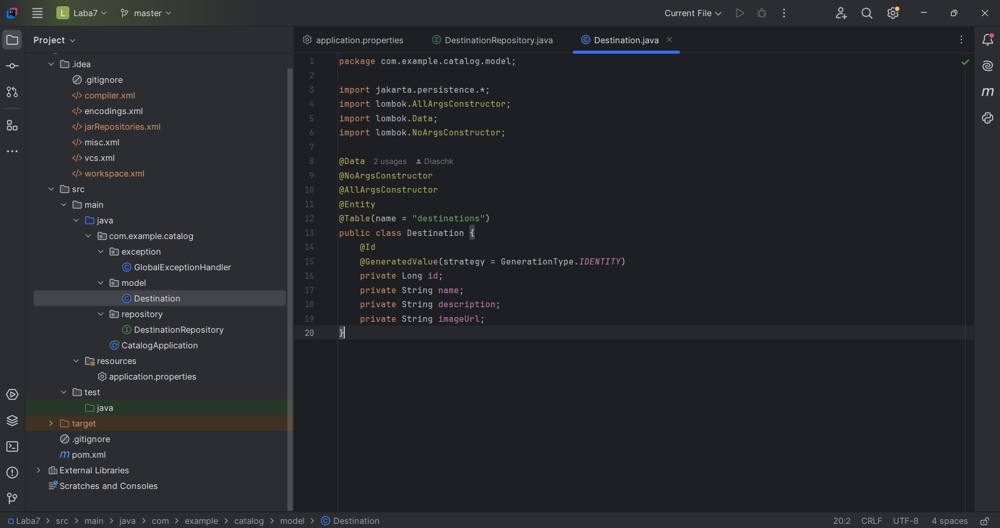 L Laba7 master Current File
Project
application.properties DestinationRepository.java Destination.java
.idea
.gitignore
compiler.xml
encodings.xml
jarRepositories.xml
misc.xml
vcs.xml
workspace.xml
src
main
java
com.example.catalog
exception
GlobalExceptionHandler
model
Destination
repository
DestinationRepository
CatalogApplication
resources
application.properties
test
java
target
.gitignore
m pom.xml
External Libraries
Scratches and Consoles
1 package com.example.catalog.model;
2
3 import jakarta.persistence.*;
4 import lombok.AllArgsConstructor;
5 import lombok.Data;
6 import lombok.NoArgsConstructor;
7
8 @Data 2 usages Diaschk
9 @NoArgsConstructor
10 @AllArgsConstructor
11 @Entity
12 @Table(name = "destinations")
13 public class Destination {
14 @Id
15 @GeneratedValue(strategy = GenerationType.IDENTITY)
16 private Long id;
17 private String name;
18 private String description;
19 private String imageUrl;
20 }
m
Laba7 > src > main > java > com > example > catalog > model > Destination
20:2 CRLF UTF-8 4 spaces